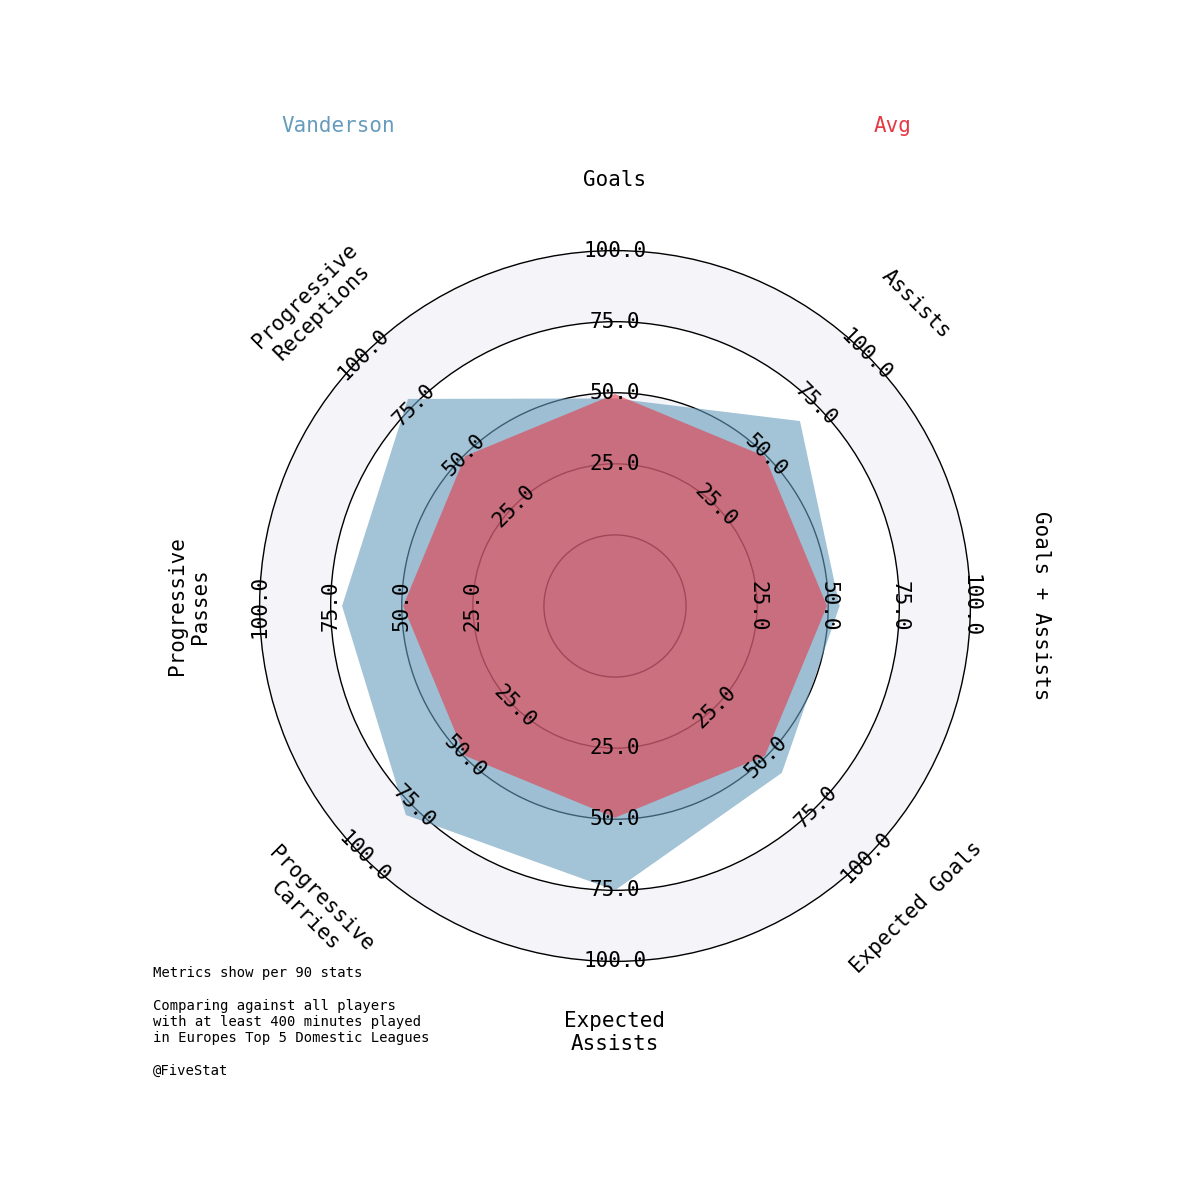 Vanderson
Avg
Goals
Progressive
Receptions
Assists
100.0
100.0
100.0
75.0
75.0
75.0
50.0
50.0
50.0
25.0
25.0
25.0
Progressive
Passes
100.0
75.0
50.0
25.0
25.0
50.0
75.0
100.0
Goals + Assists
25.0
25.0
25.0
50.0
50.0
50.0
75.0
75.0
75.0
100.0
100.0
100.0
Progressive
Carries
Expected Goals
Expected
Assists
Metrics show per 90 stats
Comparing against all players
with at least 400 minutes played
in Europes Top 5 Domestic Leagues
@FiveStat